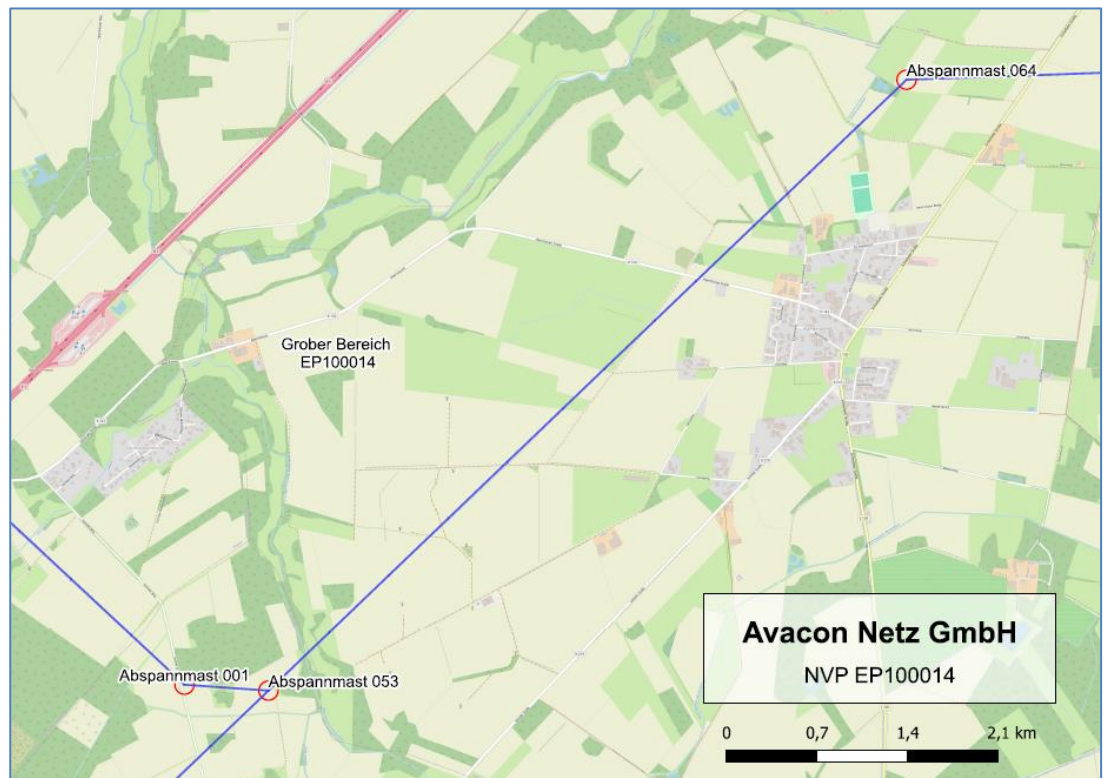 Abspannmast 064
Grober Bereich
EP100014
Abspannmast 001
Abspannmast 053
Avacon Netz GmbH
NVP EP100014
0 0,7 1,4 2,1 km